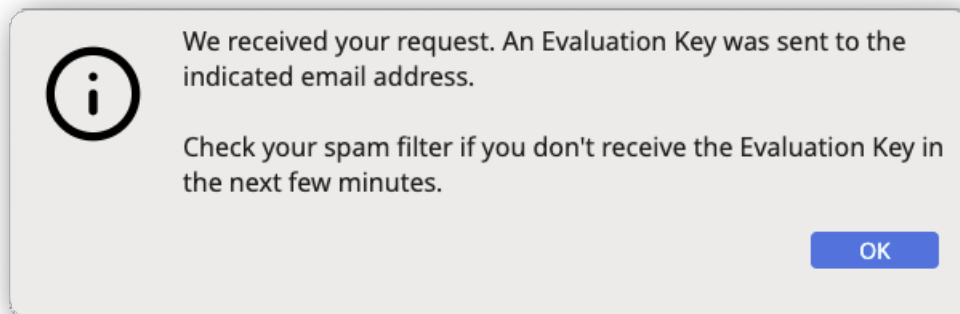 We received your request. An Evaluation Key was sent to the
indicated email address.
Check your spam filter if you don't receive the Evaluation Key in
the next few minutes.
OK